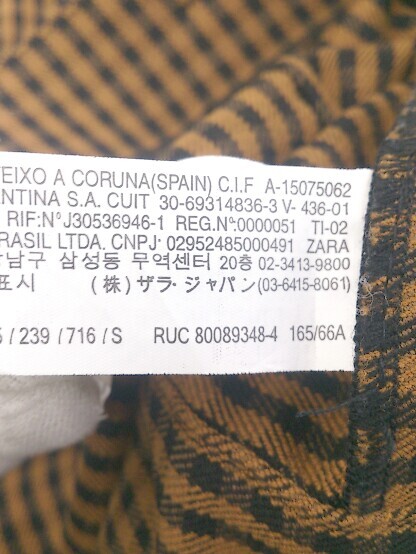 TEIXO A CORUNA(SPAIN) C.I.F A-15075062
NTINA S.A. CUIT 30-69314836-3 V- 436-01
RIF:N°J30536946-1 REG.Nº:0000051 TI-02
RASIL LTDA. CNPJ· 02952485000491 ZARA
남구 삼성동 무역센터 20층 02-3413-9800
표시 (株) ザラ・ジャパン (03-6415-8061)
/ 239 / 716 / S RUC 80089348-4 165/66A